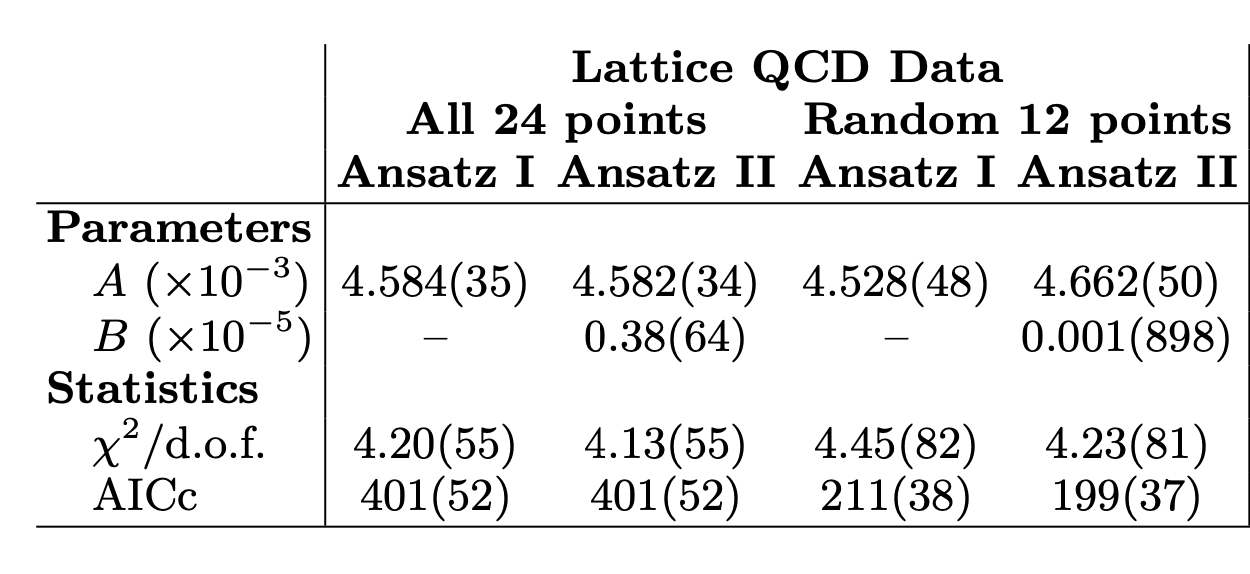 Lattice QCD Data
All 24 points Random 12 points
Ansatz I Ansatz II Ansatz I Ansatz II
Parameters
A (×10⁻³) 4.584(35) 4.582(34) 4.528(48) 4.662(50)
B (×10⁻⁵) – 0.38(64) – 0.001(898)
Statistics
χ²/d.o.f. 4.20(55) 4.13(55) 4.45(82) 4.23(81)
AICc 401(52) 401(52) 211(38) 199(37)